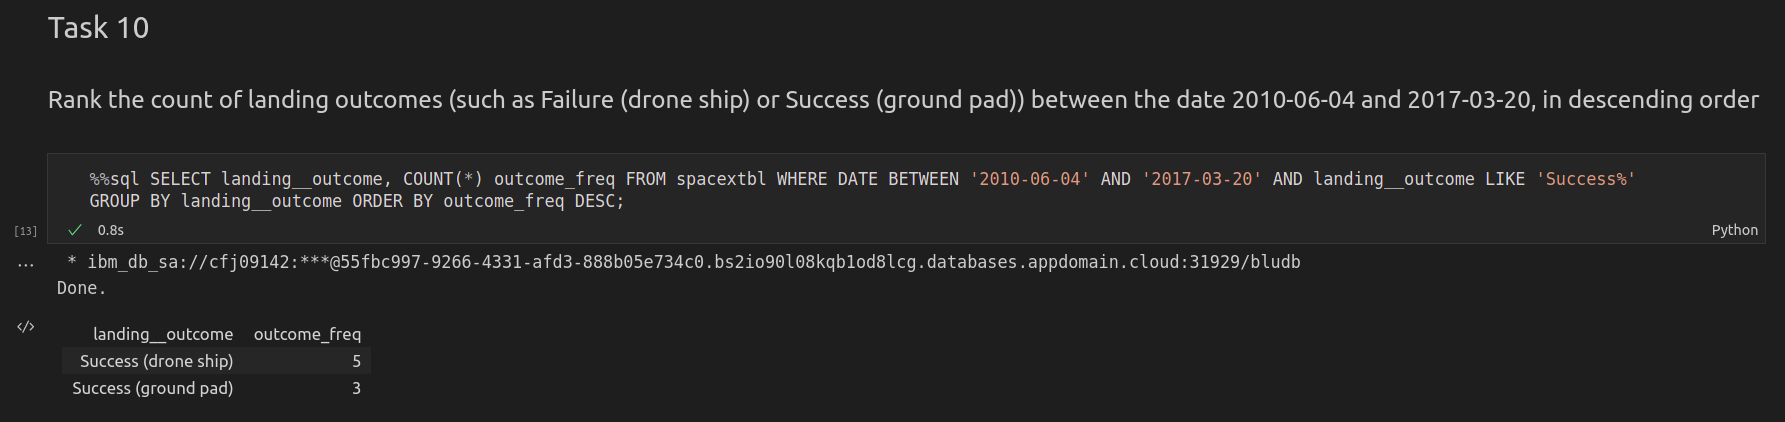 Task 10
Rank the count of landing outcomes (such as Failure (drone ship) or Success (ground pad)) between the date 2010-06-04 and 2017-03-20, in descending order
%%sql SELECT landing__outcome, COUNT(*) outcome_freq FROM spacextbl WHERE DATE BETWEEN '2010-06-04' AND '2017-03-20' AND landing__outcome LIKE 'Success%'
GROUP BY landing__outcome ORDER BY outcome_freq DESC;
[13] ✓ 0.8s Python
... * ibm_db_sa://cfj09142:***@55fbc997-9266-4331-afd3-888b05e734c0.bs2io90l08kqb1od8lcg.databases.appdomain.cloud:31929/bludb
Done.
</> landing__outcome outcome_freq
Success (drone ship) 5
Success (ground pad) 3